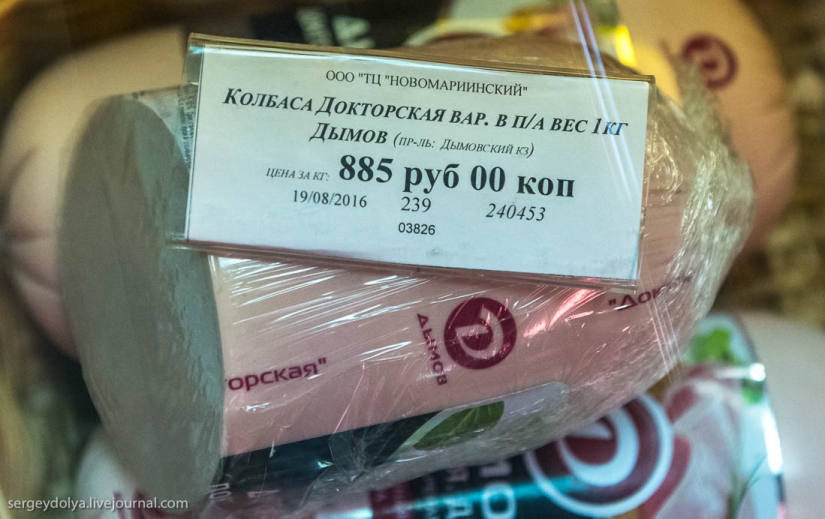 ООО "ТЦ "НОВОМАРИИНСКИЙ"
КОЛБАСА ДОКТОРСКАЯ ВАР. В П/А ВЕС 1КГ
ДЫМОВ (ПР-ЛЬ: ДЫМОВСКИЙ КЗ)
ЦЕНА ЗА КГ: 885 руб 00 коп
19/08/2016 239 240453
03826
"Док
ДЫМОВ
торская"
sergeydolya.livejournal.com